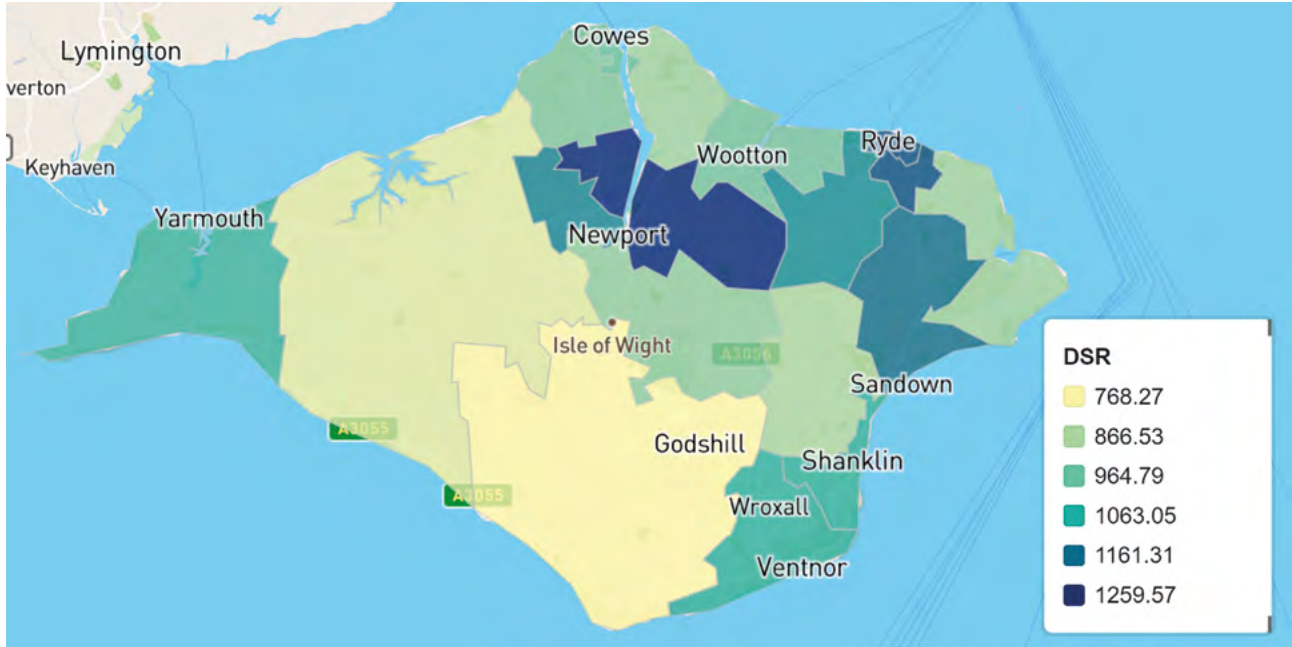 Cowes
Lymington
verton
Ryde
Wootton
Keyhaven
Yarmouth
Newport
Isle of Wight
A3056
Sandown
A3055
Godshill
Shanklin
A3055
Wroxall
Ventnor
DSR
768.27
866.53
964.79
1063.05
1161.31
1259.57